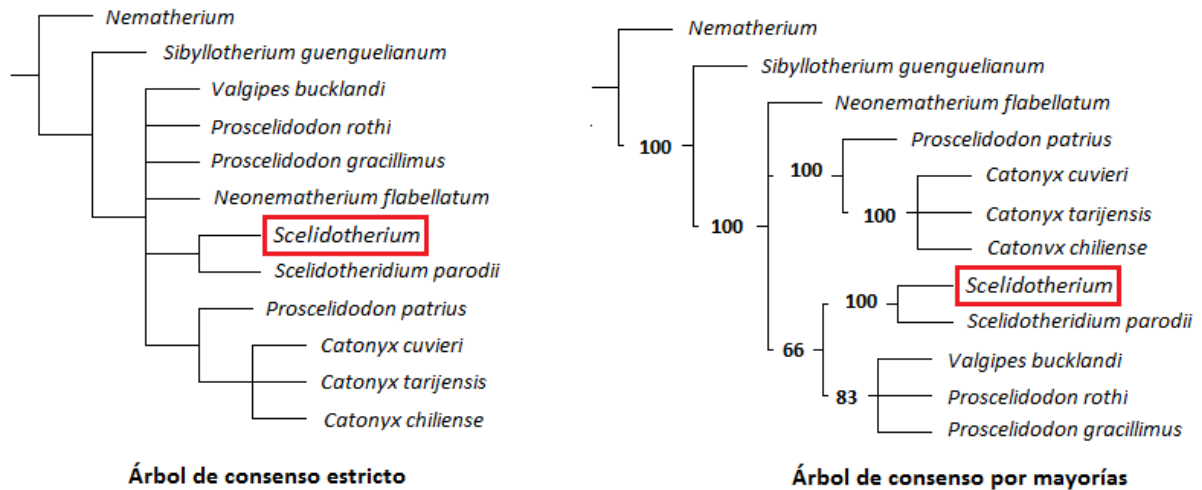 Nematherium
Sibyllotherium guenguelianum
Valgipes bucklandi
Proscelidodon rothi
Proscelidodon gracillimus
Neonematherium flabellatum
Scelidotherium
Scelidotheridium parodii
Proscelidodon patrius
Catonyx cuvieri
Catonyx tarijensis
Catonyx chiliense
Árbol de consenso estricto
Nematherium
Sibyllotherium guenguelianum
100
Neonematherium flabellatum
Proscelidodon patrius
100
Catonyx cuvieri
100
Catonyx tarijensis
100
Catonvx chiliense
Scelidotherium
100
Scelidotheridium parodii
66
Valgipes bucklandi
83
Proscelidodon rothi
Proscelidodon gracillimus
Árbol de consenso por mayorías